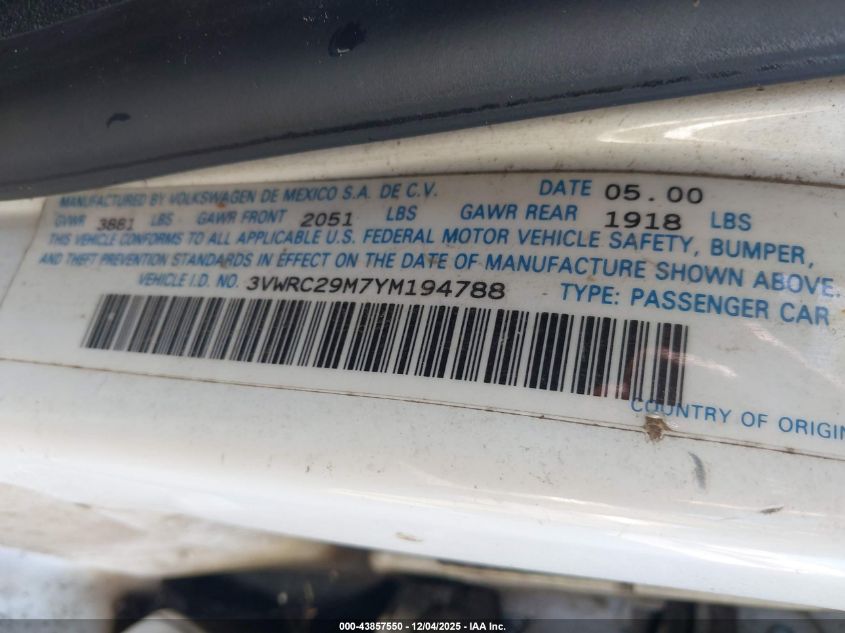 MANUFACTURED BY VOLKSWAGEN DE MEXICO S.A. DE C.V. DATE 05.00
GVWR 3881 LBS GAWR FRONT 2051 LBS GAWR REAR 1918 LBS
THIS VEHICLE CONFORMS TO ALL APPLICABLE U.S. FEDERAL MOTOR VEHICLE SAFETY, BUMPER,
AND THEFT PREVENTION STANDARDS IN EFFECT ON THE DATE OF MANUFACTURE SHOWN ABOVE.
VEHICLE I.D. NO. 3VWRC29M7YM194788 TYPE: PASSENGER CAR
COUNTRY OF ORIGIN
000-43857550 - 12/04/2025 - IAA Inc.